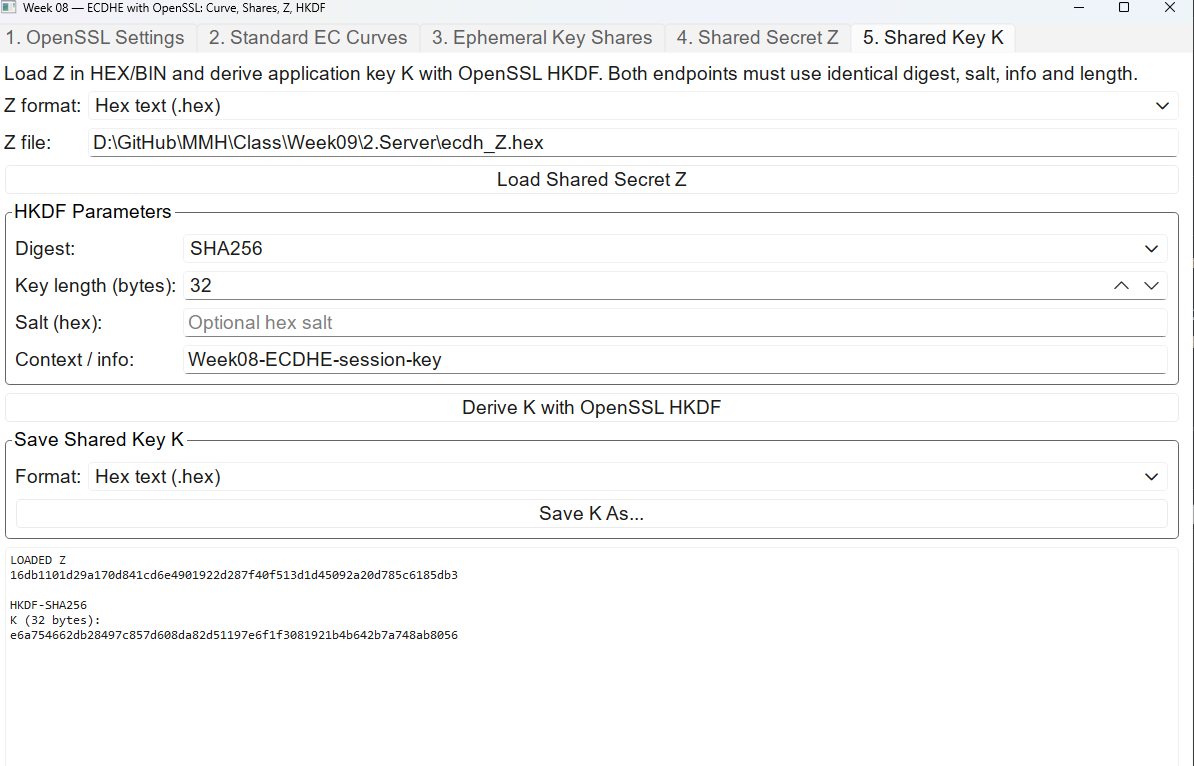 Week 08 — ECDHE with OpenSSL: Curve, Shares, Z, HKDF
1. OpenSSL Settings 2. Standard EC Curves 3. Ephemeral Key Shares 4. Shared Secret Z 5. Shared Key K
Load Z in HEX/BIN and derive application key K with OpenSSL HKDF. Both endpoints must use identical digest, salt, info and length.
Z format: Hex text (.hex)
Z file: D:\GitHub\MMH\Class\Week09\2.Server\ecdh_Z.hex
Load Shared Secret Z
HKDF Parameters
Digest: SHA256
Key length (bytes): 32
Salt (hex): Optional hex salt
Context / info: Week08-ECDHE-session-key
Derive K with OpenSSL HKDF
Save Shared Key K
Format: Hex text (.hex)
Save K As...
LOADED Z
16db1101d29a170d841cd6e4901922d287f40f513d1d45092a20d785c6185db3
HKDF-SHA256
K (32 bytes):
e6a754662db28497c857d608da82d51197e6f1f3081921b4b642b7a748ab8056